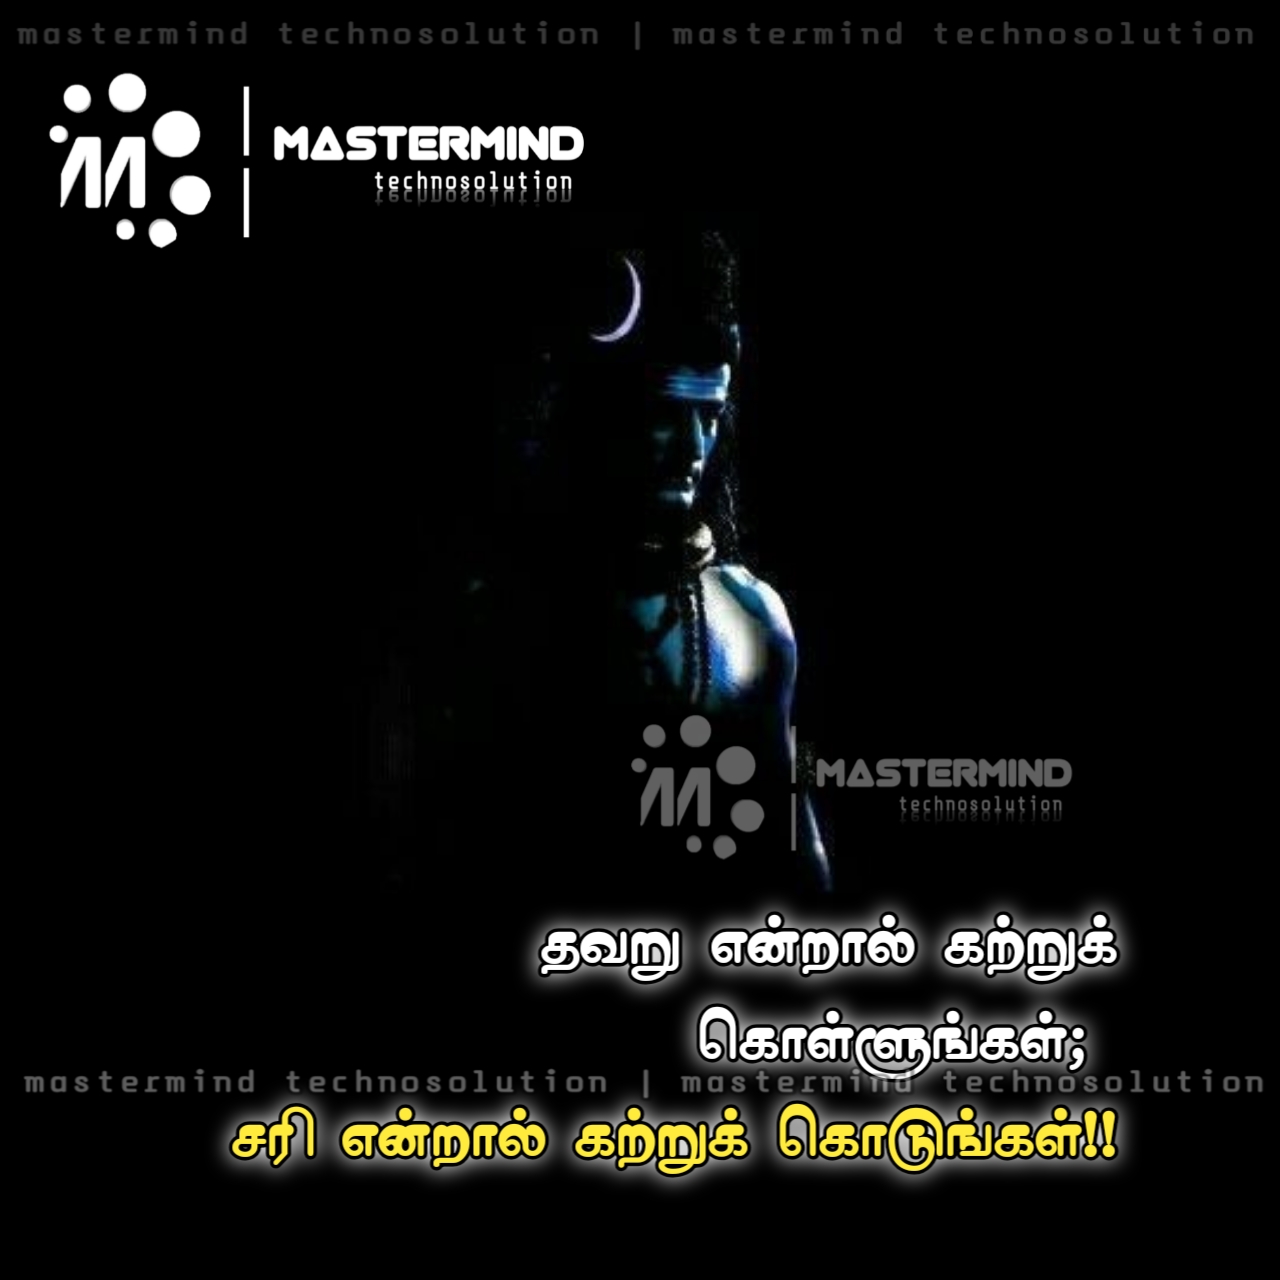 mastermind technosolution | mastermind technosolution
M
MASTERMIND
technosolution
M
MASTERMIND
technosolution
தவறு என்றால் கற்றுக்
கொள்ளுங்கள்;
mastermind technosolution | mastermind technosolution
சரி என்றால் கற்றுக் கொடுங்கள்!!